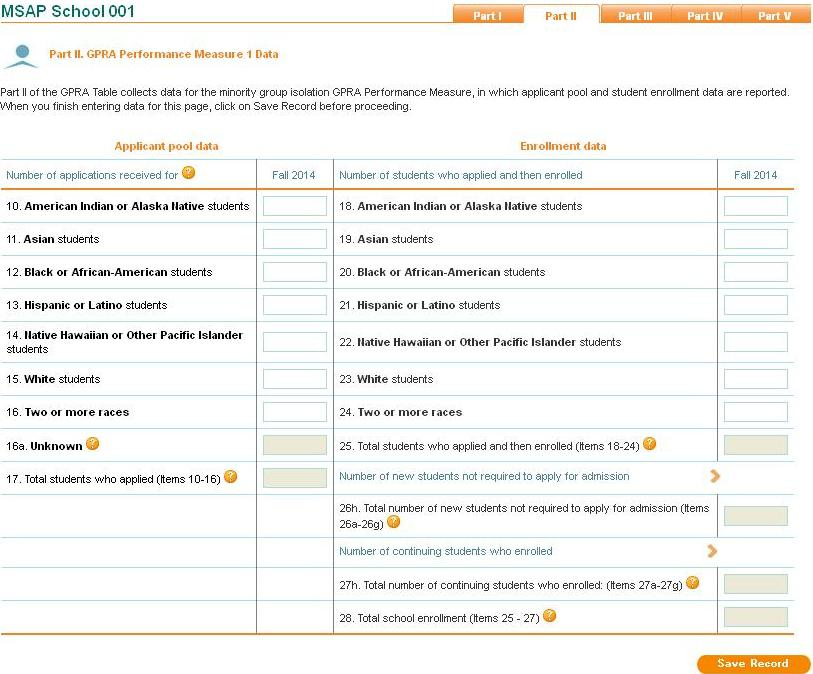 MSAP School 001
Part I
Part II
Part III
Part IV
Part V
Part II. GPRA Performance Measure 1 Data
Part II of the GPRA Table collects data for the minority group isolation GPRA Performance Measure, in which applicant pool and student enrollment data are reported.
When you finish entering data for this page, click on Save Record before proceeding.
Applicant pool data
Enrollment data
Number of applications received for ?
Fall 2014
Number of students who applied and then enrolled
Fall 2014
10. American Indian or Alaska Native students
18. American Indian or Alaska Native students
11. Asian students
19. Asian students
12. Black or African-American students
20. Black or African-American students
13. Hispanic or Latino students
21. Hispanic or Latino students
14. Native Hawaiian or Other Pacific Islander
students
22. Native Hawaiian or Other Pacific Islander students
15. White students
23. White students
16. Two or more races
24. Two or more races
16a. Unknown ?
25. Total students who applied and then enrolled (Items 18-24) ?
17. Total students who applied (Items 10-16) ?
Number of new students not required to apply for admission
26h. Total number of new students not required to apply for admission (Items
26a-26g) ?
Number of continuing students who enrolled
27h. Total number of continuing students who enrolled: (Items 27a-27g) ?
28. Total school enrollment (Items 25 - 27) ?
Save Record